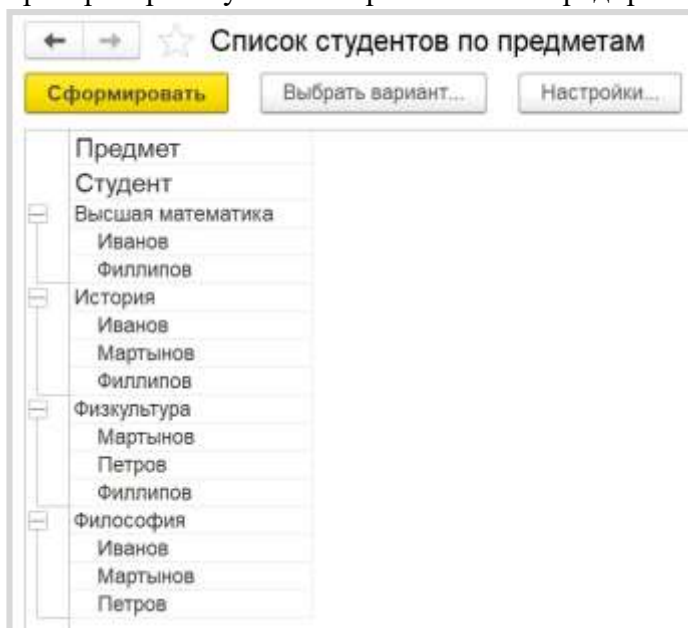 Список студентов по предметам
Сформировать Выбрать вариант... Настройки...
Предмет
Студент
Высшая математика
Иванов
Филлипов
История
Иванов
Мартынов
Филлипов
Физкультура
Мартынов
Петров
Филлипов
Философия
Иванов
Мартынов
Петров